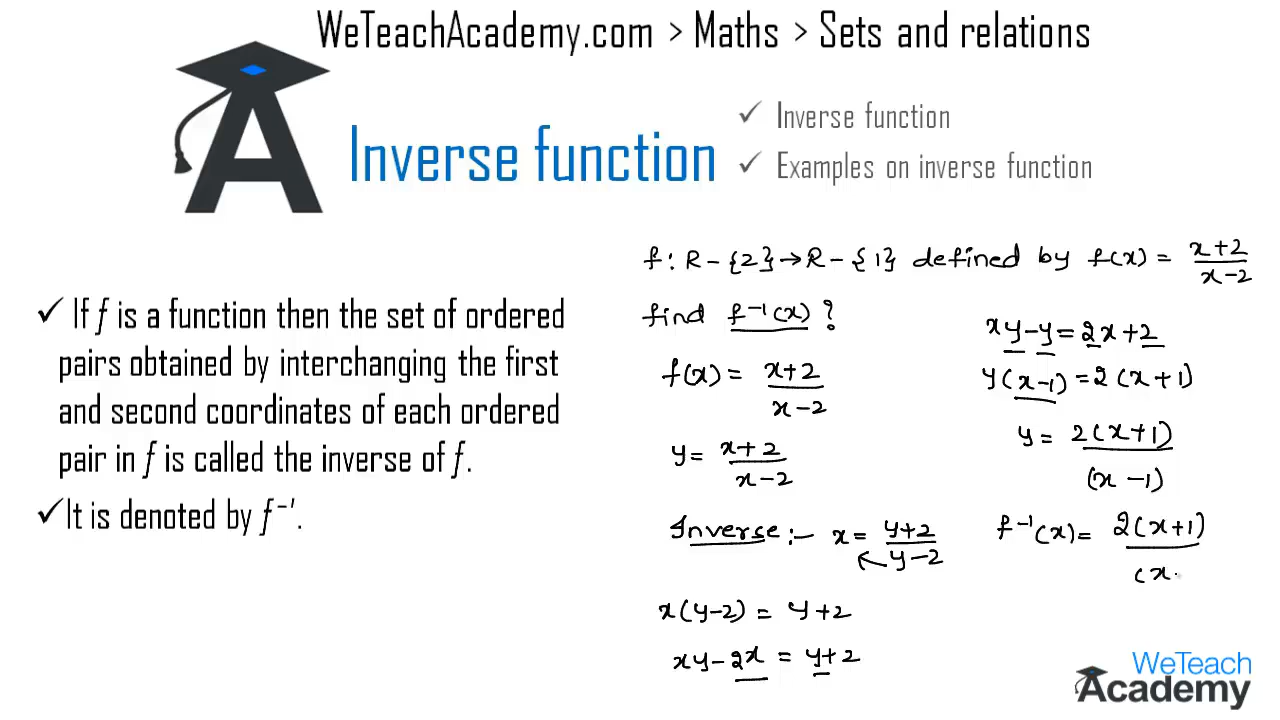 WeTeachAcademy.com > Maths > Sets and relations
Inverse function
✓ Inverse function
✓ Examples on inverse function
✓ If f is a function then the set of ordered
pairs obtained by interchanging the first
and second coordinates of each ordered
pair in f is called the inverse of f.
✓ It is denoted by f⁻¹.
f: R-{2}→R-{1} defined by f(x) = (x+2)/(x-2)
find f⁻¹(x)?
f(x) = (x+2)/(x-2)
y = (x+2)/(x-2)
Inverse :- x = (y+2)/(y-2)
x(y-2) = y+2
xy-2x = y+2
xy-y = 2x+2
y(x-1) = 2(x+1)
y = 2(x+1)/(x-1)
f⁻¹(x) = 2(x+1)/(x
WeTeach
Academy